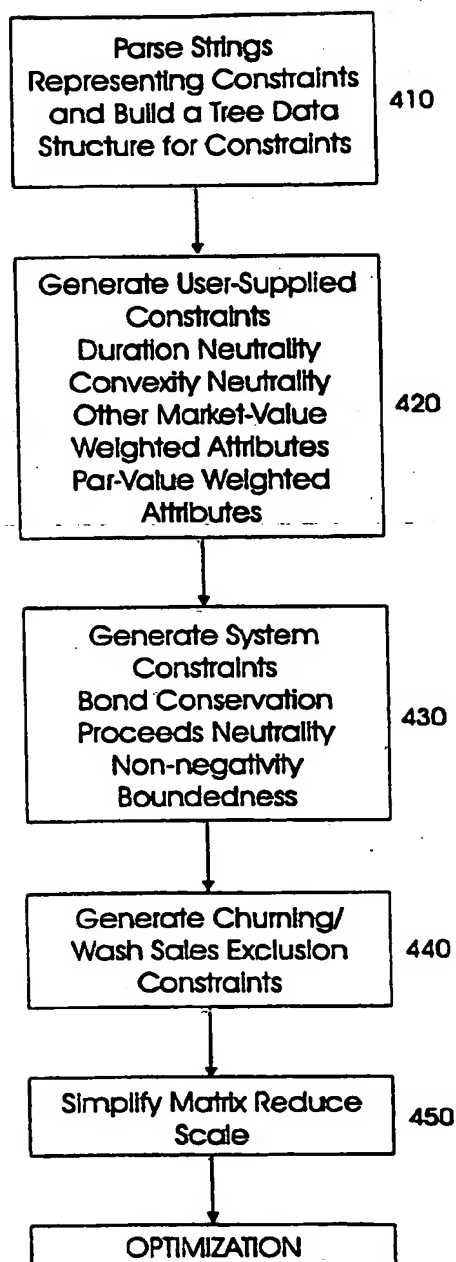 Parse Strings
Representing Constraints
and Build a Tree Data
Structure for Constraints
410
Generate User-Supplied
Constraints
Duration Neutrality
Convexity Neutrality
Other Market-Value
Weighted Attributes
Par-Value Weighted
Attributes
420
Generate System
Constraints
Bond Conservation
Proceeds Neutrality
Non-negativity
Boundedness
430
Generate Churning/
Wash Sales Exclusion
Constraints
440
Simplify Matrix Reduce
Scale
450
OPTIMIZATION